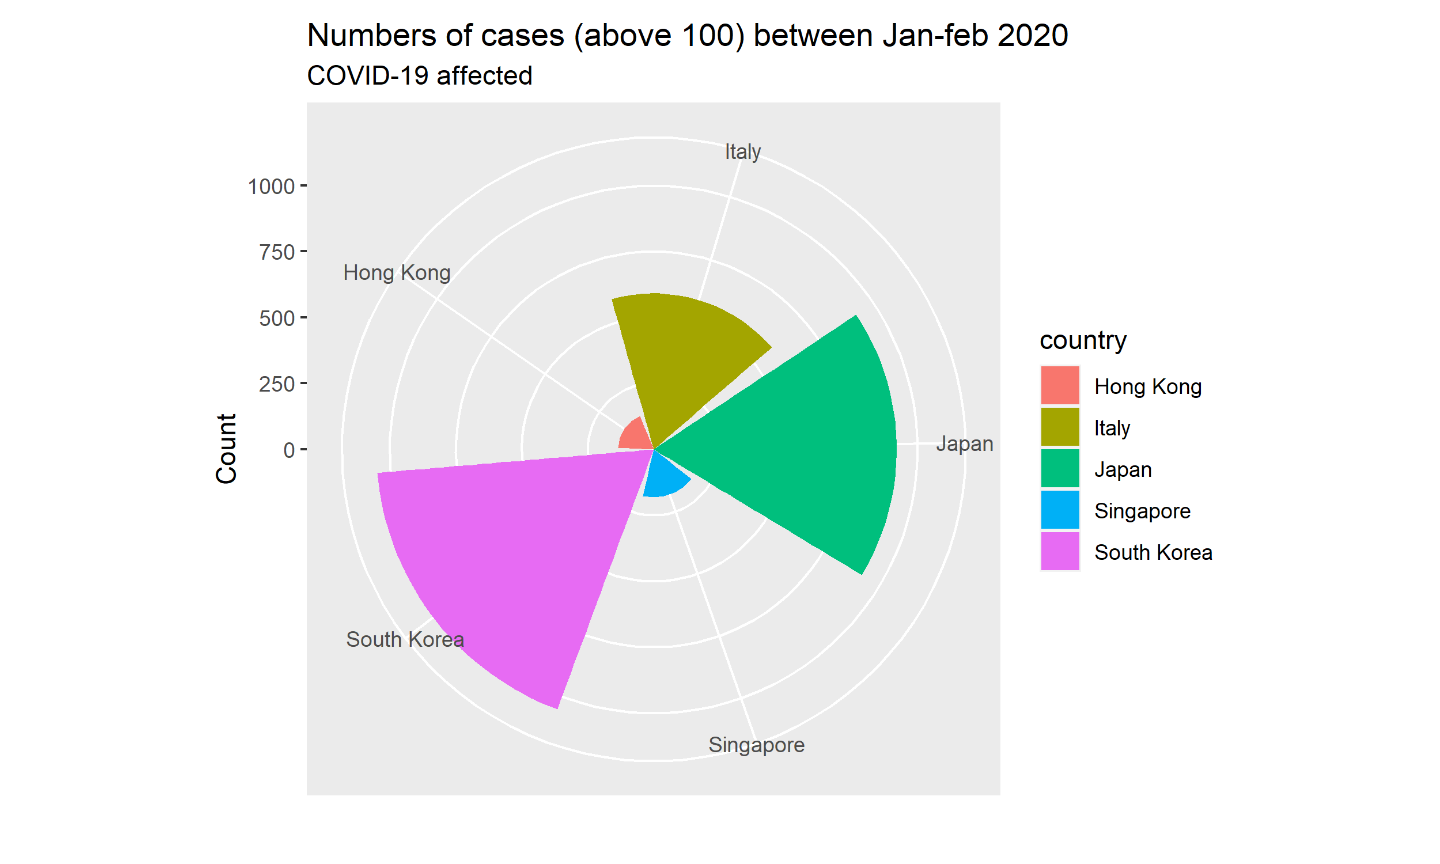 Numbers of cases (above 100) between Jan-feb 2020
COVID-19 affected
Italy
1000
750
Hong Kong
500
250
Count
0
Japan
South Korea
Singapore
country
Hong Kong
Italy
Japan
Singapore
South Korea